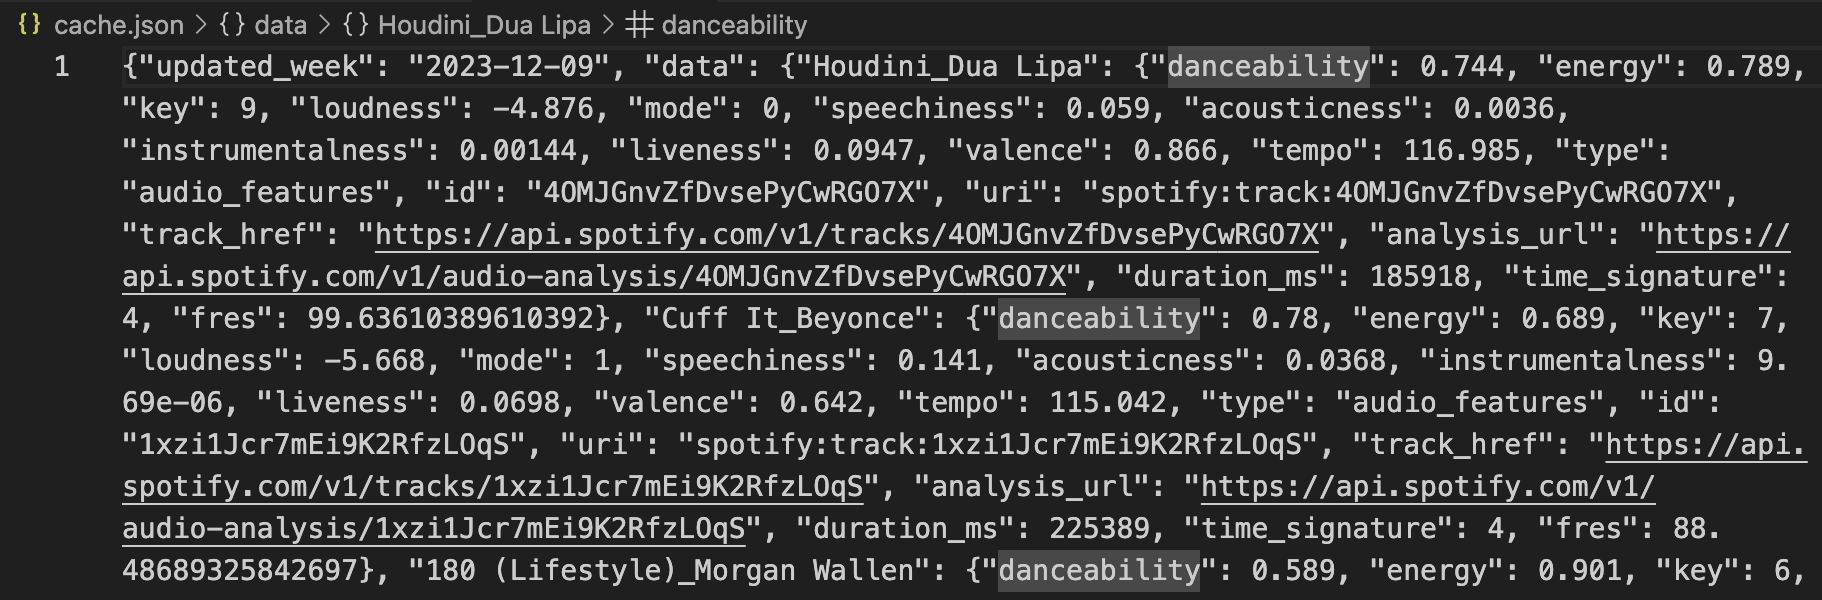 {} cache.json > {} data > {} Houdini_Dua Lipa > # danceability
1 {"updated_week": "2023-12-09", "data": {"Houdini_Dua Lipa": {"danceability": 0.744, "energy": 0.789,
"key": 9, "loudness": -4.876, "mode": 0, "speechiness": 0.059, "acousticness": 0.0036,
"instrumentalness": 0.00144, "liveness": 0.0947, "valence": 0.866, "tempo": 116.985, "type":
"audio_features", "id": "4OMJGnvZfDvsePyCwRGO7X", "uri": "spotify:track:4OMJGnvZfDvsePyCwRGO7X",
"track_href": "https://api.spotify.com/v1/tracks/4OMJGnvZfDvsePyCwRGO7X", "analysis_url": "https://
api.spotify.com/v1/audio-analysis/4OMJGnvZfDvsePyCwRGO7X", "duration_ms": 185918, "time_signature":
4, "fres": 99.63610389610392}, "Cuff It_Beyonce": {"danceability": 0.78, "energy": 0.689, "key": 7,
"loudness": -5.668, "mode": 1, "speechiness": 0.141, "acousticness": 0.0368, "instrumentalness": 9.
69e-06, "liveness": 0.0698, "valence": 0.642, "tempo": 115.042, "type": "audio_features", "id":
"1xzi1Jcr7mEi9K2RfzLOqS", "uri": "spotify:track:1xzi1Jcr7mEi9K2RfzLOqS", "track_href": "https://api.
spotify.com/v1/tracks/1xzi1Jcr7mEi9K2RfzLOqS", "analysis_url": "https://api.spotify.com/v1/
audio-analysis/1xzi1Jcr7mEi9K2RfzLOqS", "duration_ms": 225389, "time_signature": 4, "fres": 88.
48689325842697}, "180 (Lifestyle)_Morgan Wallen": {"danceability": 0.589, "energy": 0.901, "key": 6,